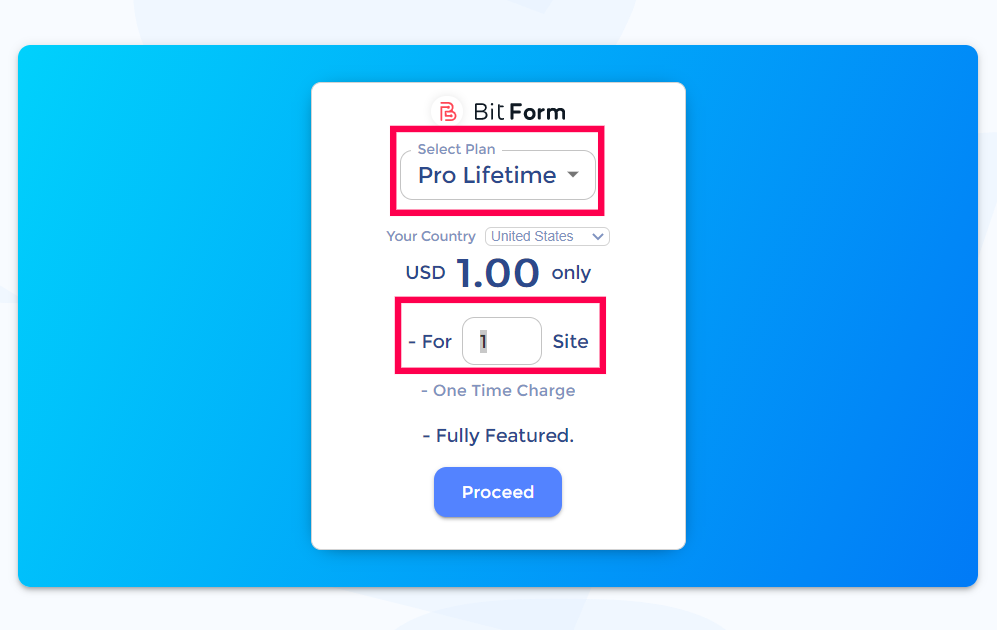 Bit Form
Select Plan
Pro Lifetime
Your Country United States
USD 1.00 only
- For 1 Site
- One Time Charge
- Fully Featured.
Proceed